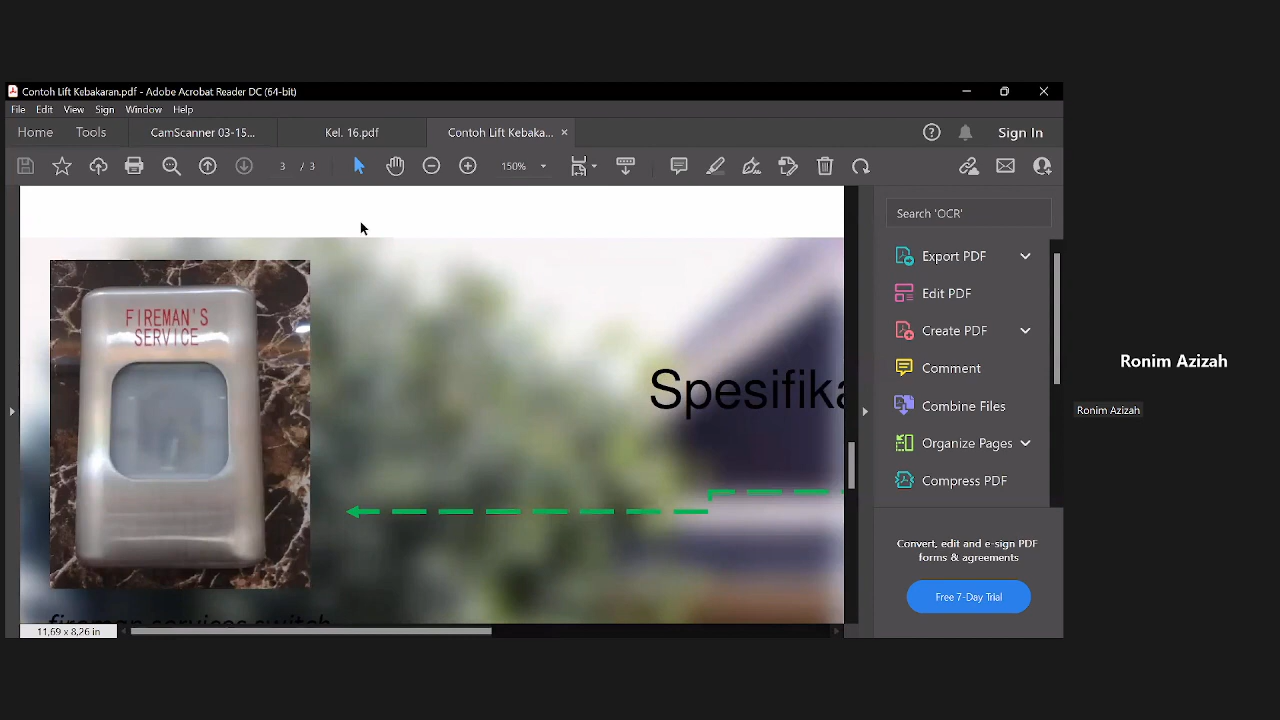 Contoh Lift Kebakaran.pdf - Adobe Acrobat Reader DC (64-bit)
File Edit View Sign Window Help
Home Tools CamScanner 03-15... Kel. 16.pdf Contoh Lift Kebaka... × Sign In
3 / 3 150%
Search 'OCR'
Export PDF
Edit PDF
Create PDF
Comment
Combine Files
Organize Pages
Compress PDF
Convert, edit and e-sign PDF
forms & agreements
Free 7-Day Trial
FIREMAN'S
SERVICE
Spesifika
fireman services switch
11,69 x 8,26 in
Ronim Azizah
Ronim Azizah